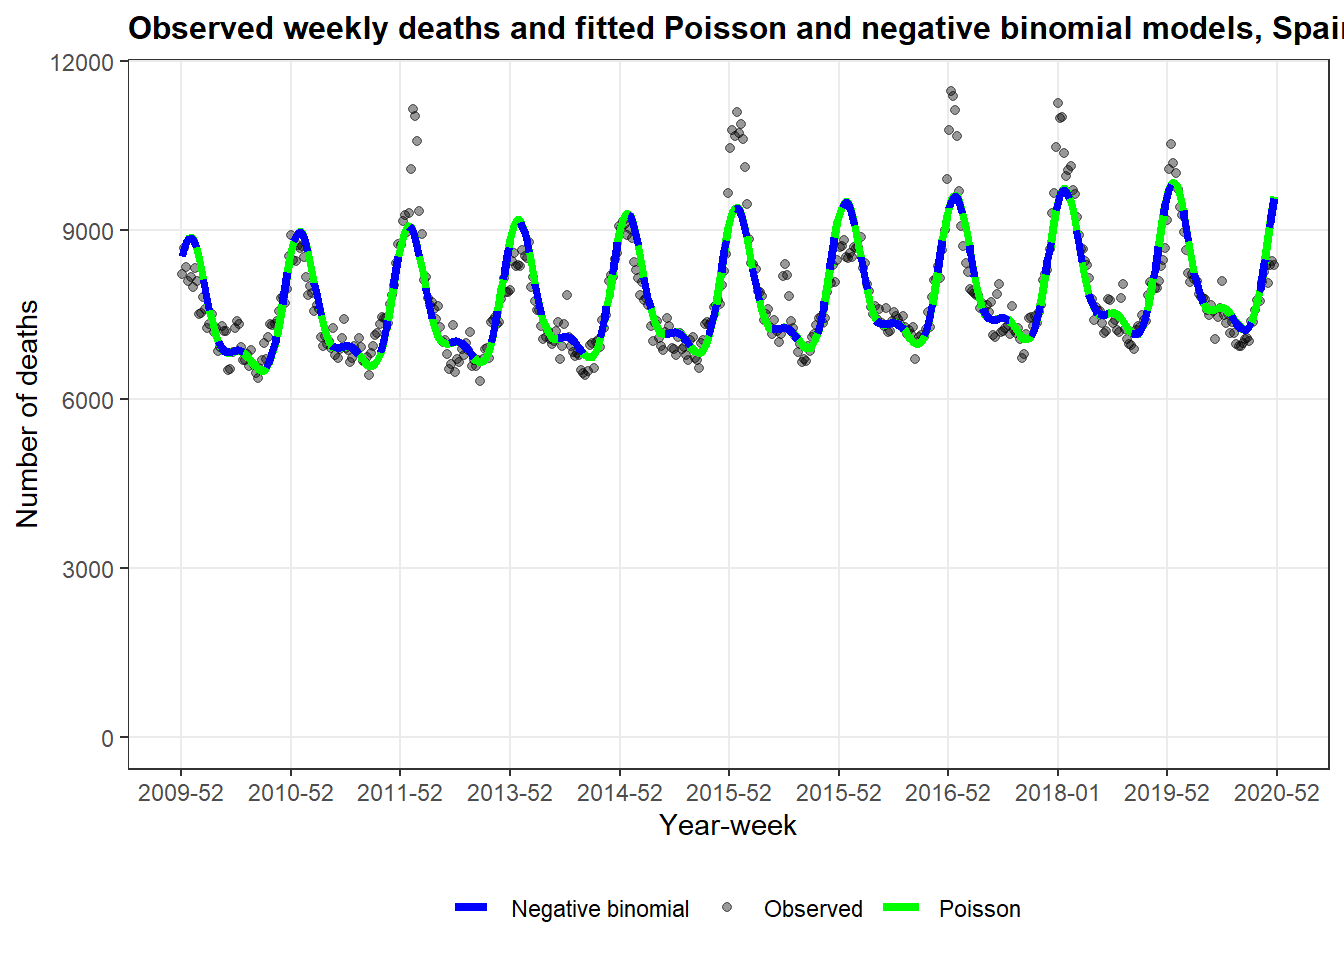 Observed weekly deaths and fitted Poisson and negative binomial models, Spain
12000
9000
6000
3000
0
Number of deaths
2009-52 2010-52 2011-52 2013-52 2014-52 2015-52 2015-52 2016-52 2018-01 2019-52 2020-52
Year-week
Negative binomial Observed Poisson